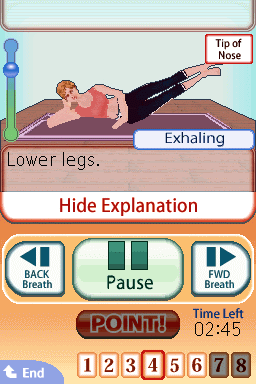 Tip of
Nose
Exhaling
Lower legs.
Hide Explanation
BACK
Breath
Pause
FWD
Breath
POINT!
Time Left
02:45
End
1 2 3 4 5 6 7 8